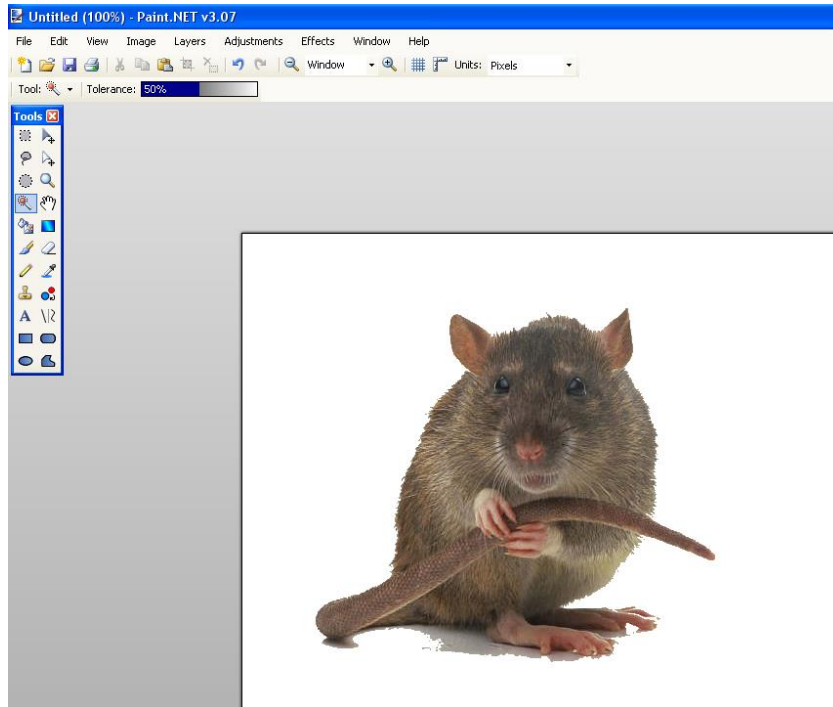 Untitled (100%) - Paint.NET v3.07
File Edit View Image Layers Adjustments Effects Window Help
Window Units: Pixels
Tool: Tolerance: 50%
Tools
A